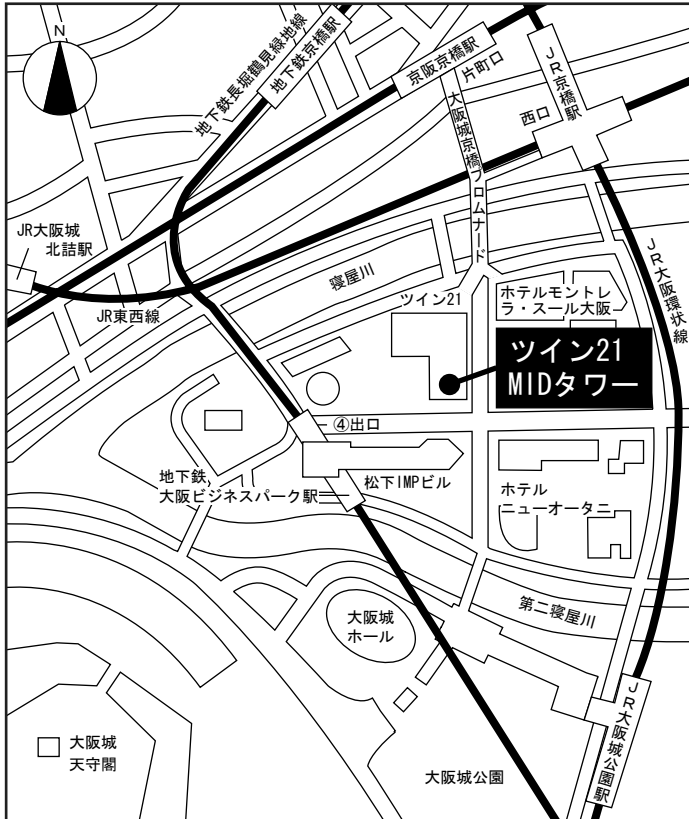 N
地下鉄長堀鶴見緑地線
地下鉄京橋駅
京阪京橋駅
片町口
JR京橋駅
西口
大阪城京橋プロムナード
JR大阪城
北詰駅
JR東西線
寝屋川
ツイン21
ホテルモントレ
ラ・スール大阪
JR大阪環状線
ツイン21
MIDタワー
④出口
地下鉄
大阪ビジネスパーク駅
松下IMPビル
ホテル
ニューオータニ
第二寝屋川
大阪城
ホール
JR大阪城公園駅
大阪城
天守閣
大阪城公園